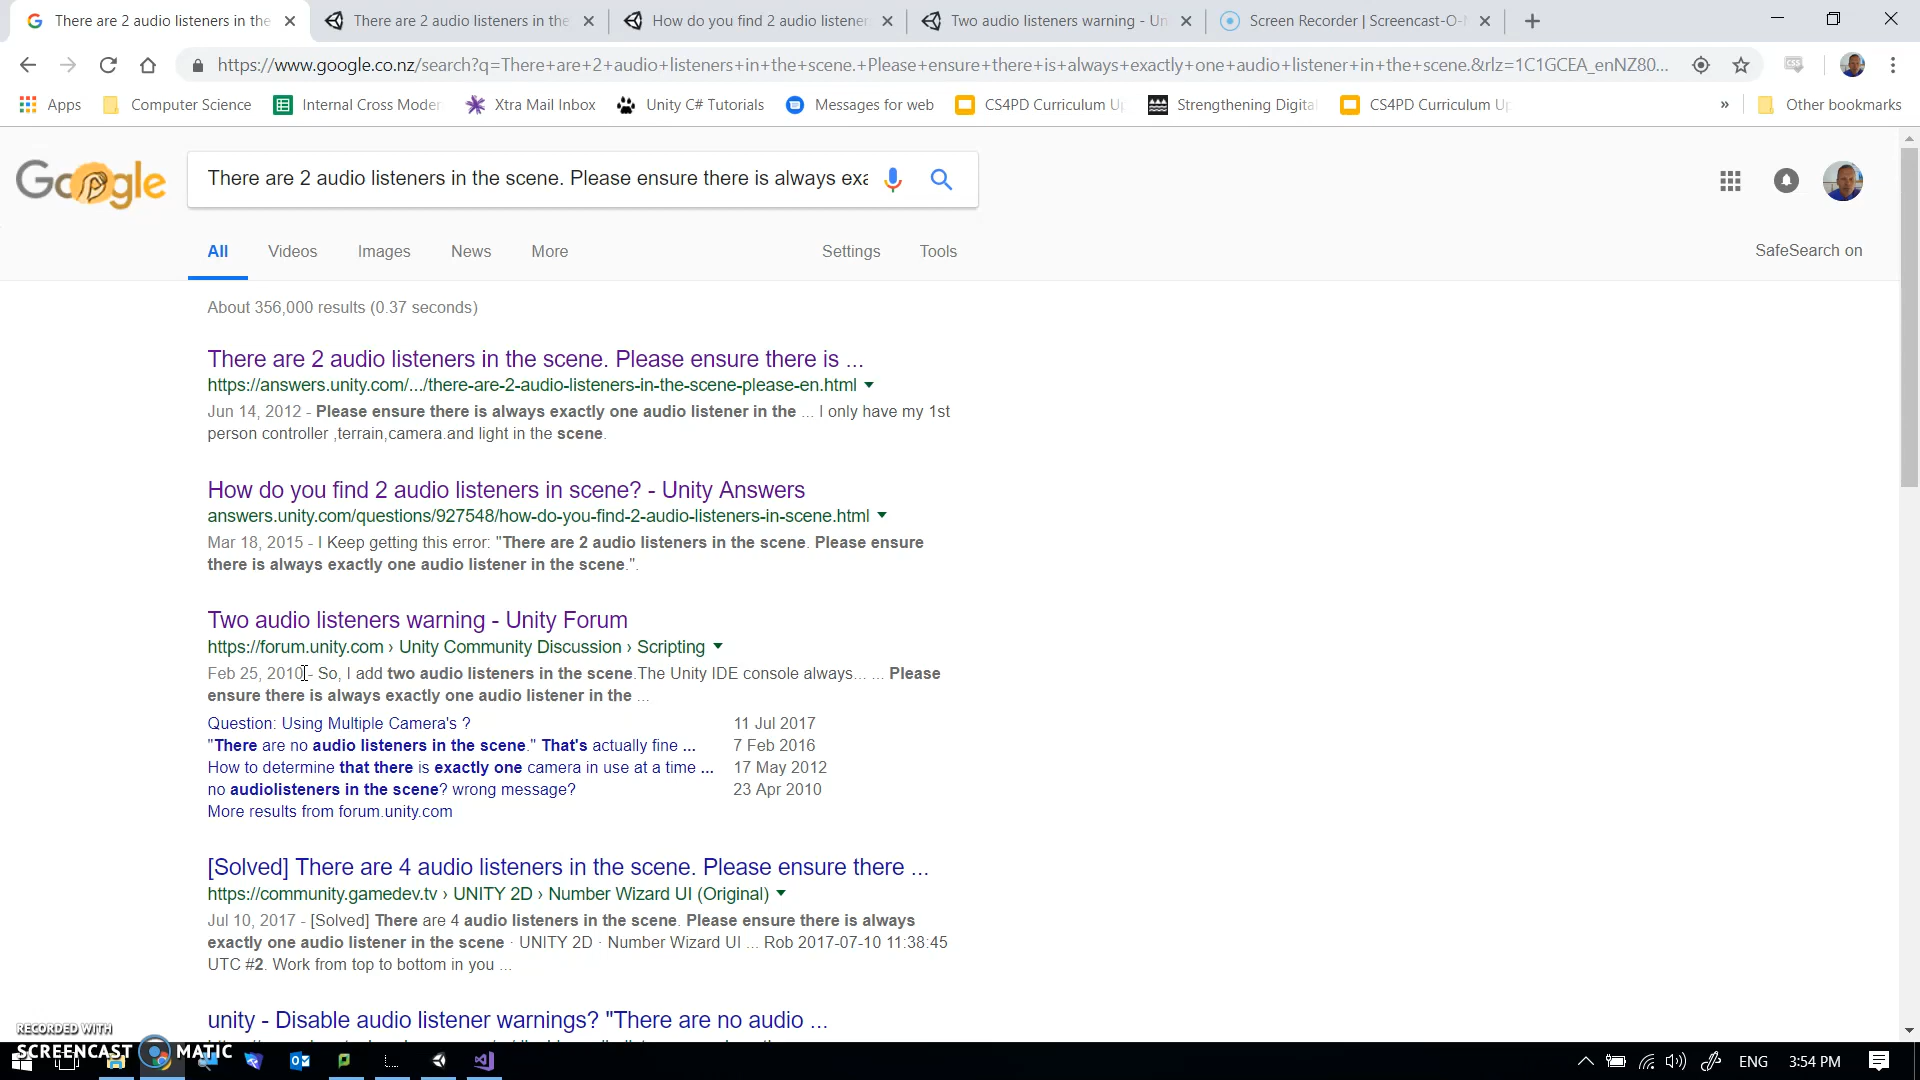 There are 2 audio listeners in the
There are 2 audio listeners in the
How do you find 2 audio listener
Two audio listeners warning - Un
Screen Recorder | Screencast-O-
https://www.google.co.nz/search?q=There+are+2+audio+listeners+in+the+scene.+Please+ensure+there+is+always+exactly+one+audio+listener+in+the+scene.&rlz=1C1GCEA_enNZ80...
Apps
Computer Science
Internal Cross Moder
Xtra Mail Inbox
Unity C# Tutorials
Messages for web
CS4PD Curriculum Up
Strengthening Digita
CS4PD Curriculum Up
»
Other bookmarks
Google
There are 2 audio listeners in the scene. Please ensure there is always exa
All
Videos
Images
News
More
Settings
Tools
SafeSearch on
About 356,000 results (0.37 seconds)
There are 2 audio listeners in the scene. Please ensure there is ...
https://answers.unity.com/.../there-are-2-audio-listeners-in-the-scene-please-en.html
Jun 14, 2012 - Please ensure there is always exactly one audio listener in the ... I only have my 1st
person controller ,terrain,camera.and light in the scene.
How do you find 2 audio listeners in scene? - Unity Answers
answers.unity.com/questions/927548/how-do-you-find-2-audio-listeners-in-scene.html
Mar 18, 2015 - I Keep getting this error: "There are 2 audio listeners in the scene. Please ensure
there is always exactly one audio listener in the scene.".
Two audio listeners warning - Unity Forum
https://forum.unity.com › Unity Community Discussion › Scripting
Feb 25, 2010 - So, I add two audio listeners in the scene.The Unity IDE console always... ... Please
ensure there is always exactly one audio listener in the ...
Question: Using Multiple Camera's ? 11 Jul 2017
"There are no audio listeners in the scene." That's actually fine ... 7 Feb 2016
How to determine that there is exactly one camera in use at a time ... 17 May 2012
no audiolisteners in the scene? wrong message? 23 Apr 2010
More results from forum.unity.com
[Solved] There are 4 audio listeners in the scene. Please ensure there ...
https://community.gamedev.tv › UNITY 2D › Number Wizard UI (Original)
Jul 10, 2017 - [Solved] There are 4 audio listeners in the scene. Please ensure there is always
exactly one audio listener in the scene · UNITY 2D · Number Wizard UI ... Rob 2017-07-10 11:38:45
UTC #2. Work from top to bottom in you ...
unity - Disable audio listener warnings? "There are no audio ...
RECORDED WITH
SCREENCAST MATIC
ENG
3:54 PM